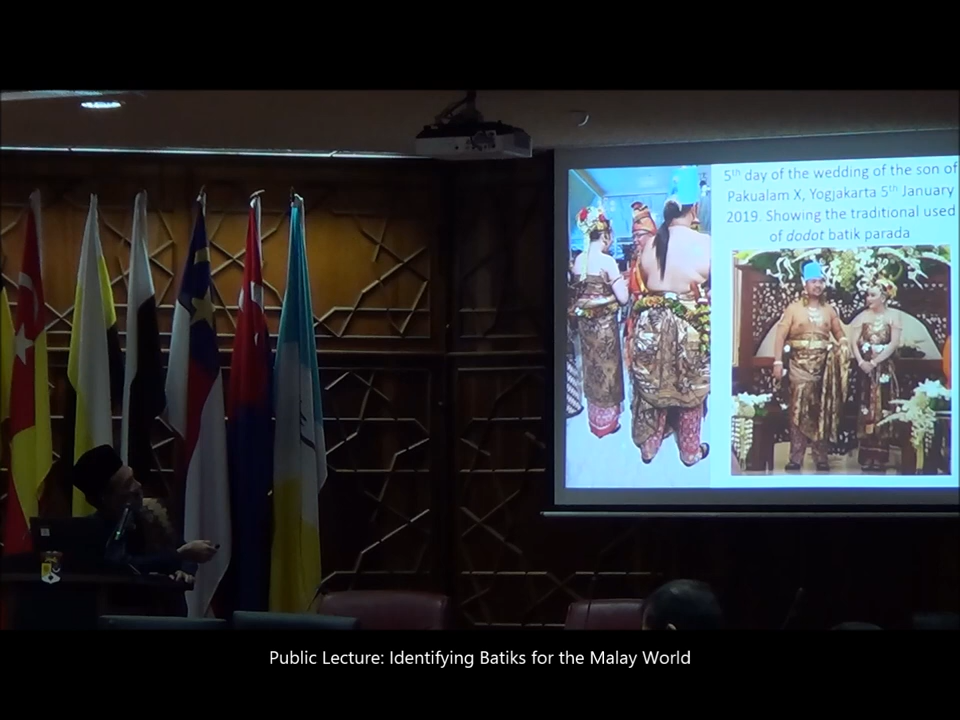 5th day of the wedding of the son of
Pakualam X, Yogjakarta 5th January
2019. Showing the traditional used
of dodot batik parada
Public Lecture: Identifying Batiks for the Malay World